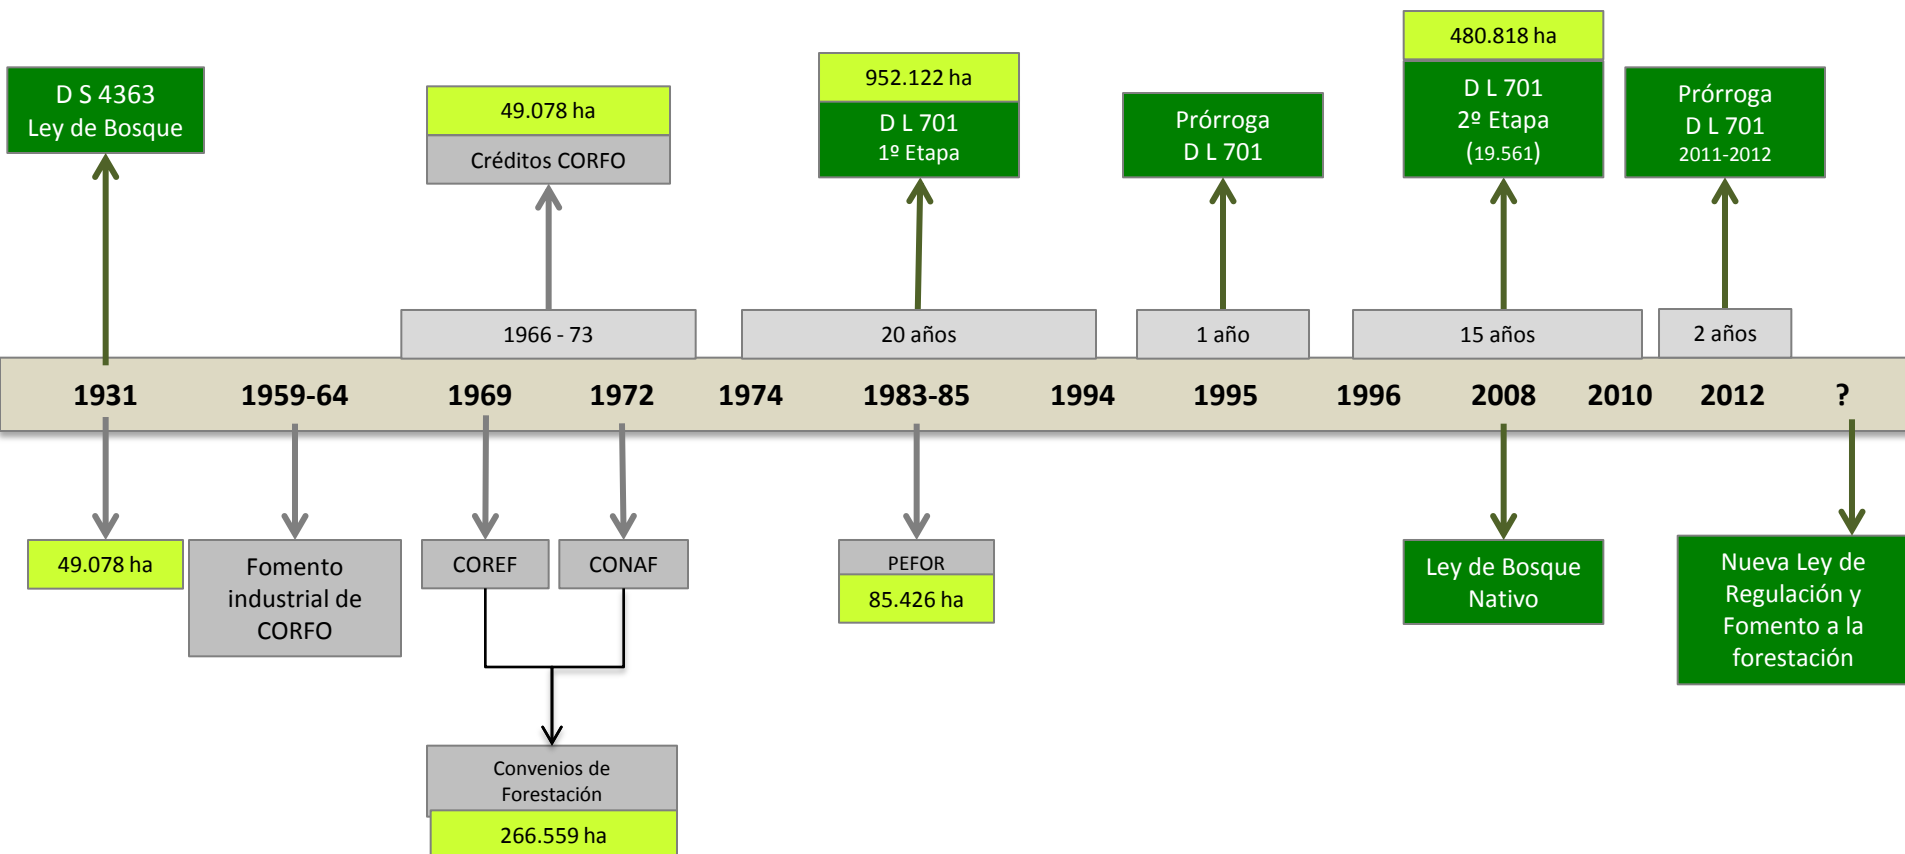 480.818 ha
D S 4363
Ley de Bosque
49.078 ha
Créditos CORFO
952.122 ha
D L 701
1º Etapa
Prórroga
D L 701
D L 701
2º Etapa
(19.561)
Prórroga
D L 701
2011-2012
1966 - 73
20 años
1 año
15 años
2 años
1931
1959-64
1969
1972
1974
1983-85
1994
1995
1996
2008
2010
2012
?
49.078 ha
Fomento
industrial de
CORFO
COREF
CONAF
PEFOR
85.426 ha
Ley de Bosque
Nativo
Nueva Ley de
Regulación y
Fomento a la
forestación
Convenios de
Forestación
266.559 ha